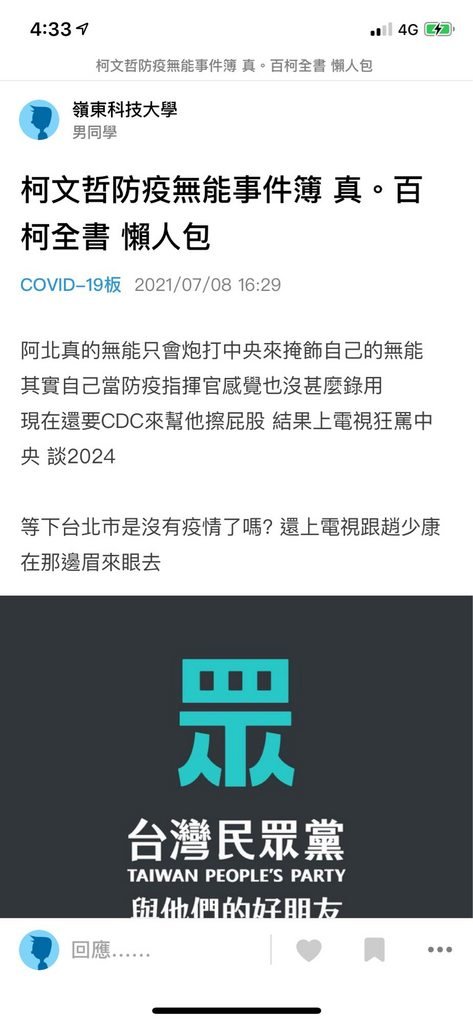 4:33
4G
柯文哲防疫無能事件簿 真。百柯全書 懶人包
嶺東科技大學
男同學
柯文哲防疫無能事件簿 真。百
柯全書 懶人包
COVID-19板 2021/07/08 16:29
阿北真的無能只會炮打中央來掩飾自己的無能
其實自己當防疫指揮官感覺也沒甚麼錄用
現在還要CDC來幫他擦屁股 結果上電視狂罵中
央 談2024
等下台北市是沒有疫情了嗎? 還上電視跟趙少康
在那邊眉來眼去
眾
台灣民眾黨
TAIWAN PEOPLE'S PARTY
與他們的好朋友
回應......